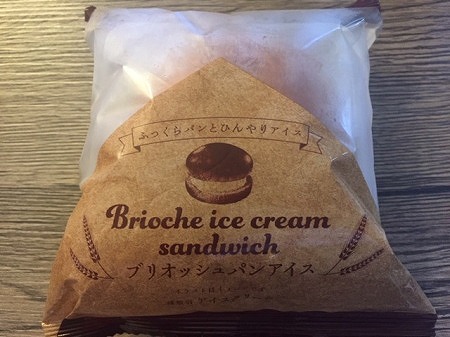 ふっくらパンとひんやりアイス
Brioche ice cream
sandwich
ブリオッシュパンアイス